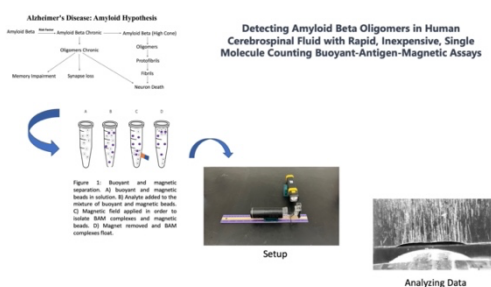 Alzheimer's Disease: Amyloid Hypothesis
Amyloid Beta
Amyloid Beta Chronic
Amyloid Beta (High Conc)
Oligomers Chronic
Oligomers
Protofibrils
Fibrils
Memory Impairment
Synapse loss
Neuron Death
Detecting Amyloid Beta Oligomers in Human
Cerebrospinal Fluid with Rapid, Inexpensive, Single
Molecule Counting Buoyant-Antigen-Magnetic Assays
A B C D
Figure 1: Buoyant and magnetic
separation. A) buoyant and magnetic
beads in solution. B) Analyte added to the
mixture of buoyant and magnetic beads.
C) Magnetic field applied in order to
isolate BAM complexes and magnetic
beads. D) Magnet removed and BAM
complexes float.
Setup
Analyzing Data